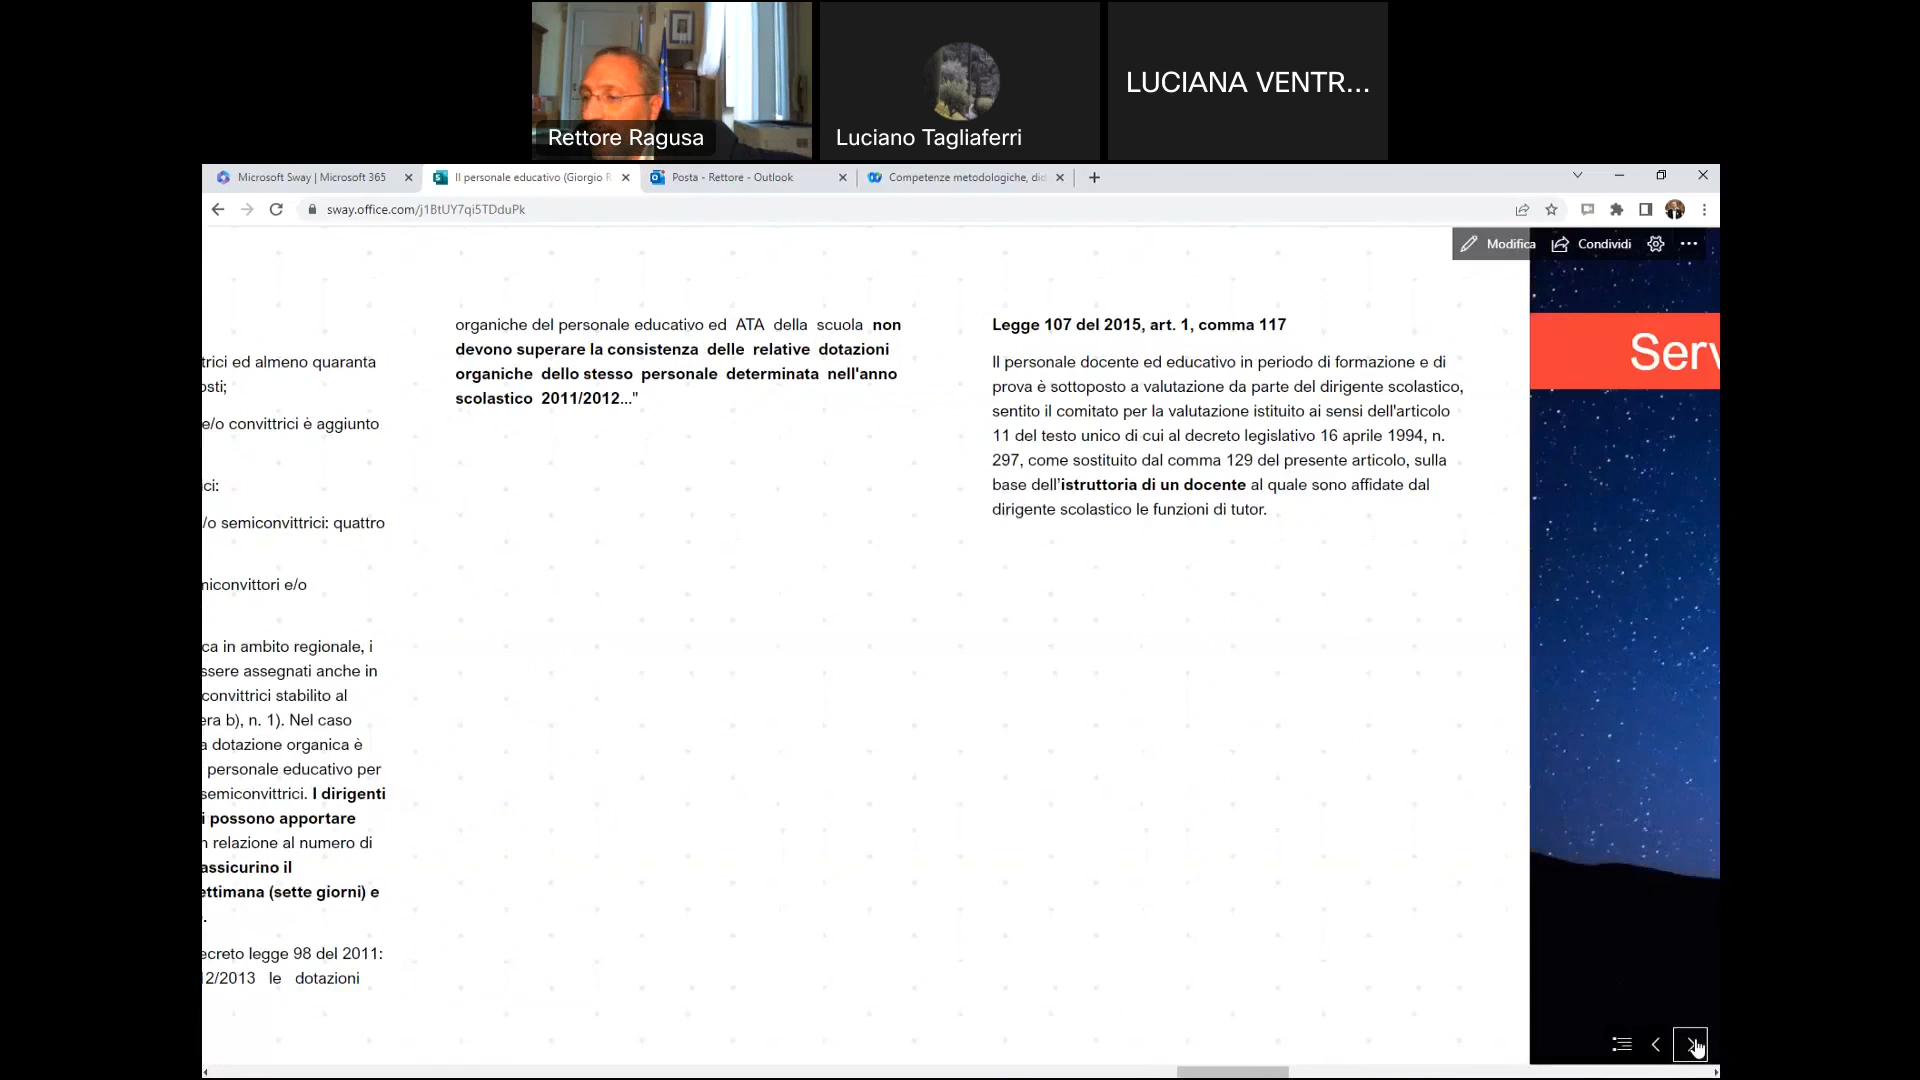 Rettore Ragusa
Luciano Tagliaferri
LUCIANA VENTR...
Microsoft Sway | Microsoft 365
Il personale educativo (Giorgio R
Posta - Rettore - Outlook
Competenze metodologiche, did
sway.office.com/j1BtUY7qi5TDduPk
Modifica
Condividi
trici ed almeno quaranta
osti;
e/o convittrici è aggiunto
ci:
/o semiconvittrici: quattro
miconvittori e/o
ca in ambito regionale, i
ssere assegnati anche in
convittrici stabilito al
era b), n. 1). Nel caso
a dotazione organica è
personale educativo per
semiconvittrici. I dirigenti
i possono apportare
n relazione al numero di
assicurino il
ettimana (sette giorni) e
.
ecreto legge 98 del 2011:
12/2013 le dotazioni
organiche del personale educativo ed ATA della scuola non
devono superare la consistenza delle relative dotazioni
organiche dello stesso personale determinata nell'anno
scolastico 2011/2012..."
Legge 107 del 2015, art. 1, comma 117
Il personale docente ed educativo in periodo di formazione e di
prova è sottoposto a valutazione da parte del dirigente scolastico,
sentito il comitato per la valutazione istituito ai sensi dell'articolo
11 del testo unico di cui al decreto legislativo 16 aprile 1994, n.
297, come sostituito dal comma 129 del presente articolo, sulla
base dell'istruttoria di un docente al quale sono affidate dal
dirigente scolastico le funzioni di tutor.
Serv